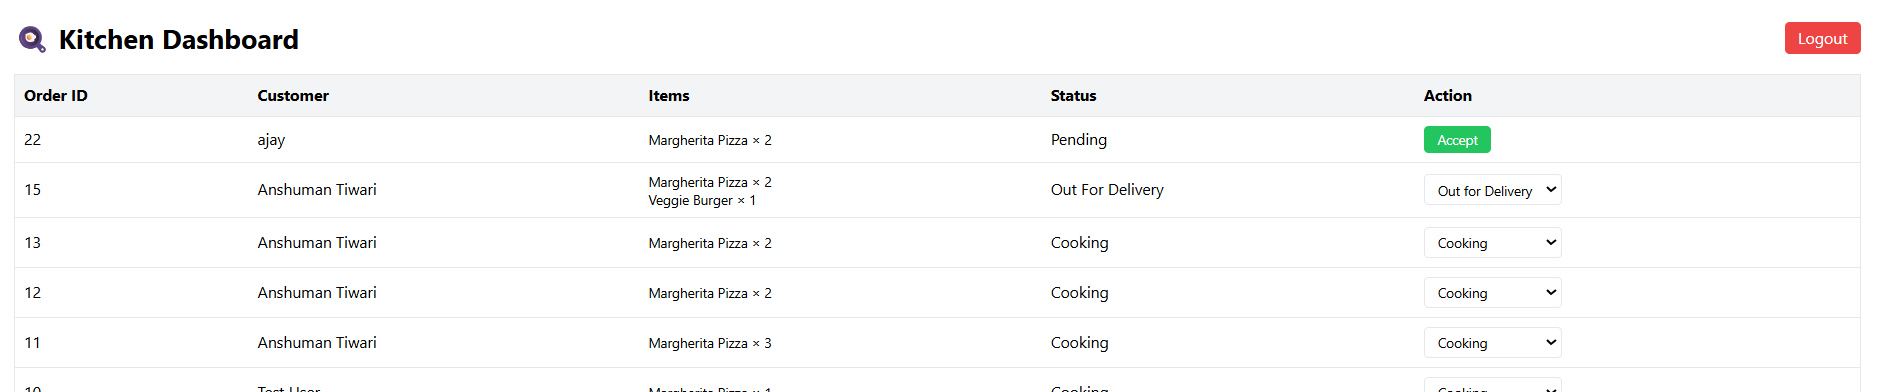 Kitchen Dashboard
Logout
Order ID Customer Items Status Action
22 ajay Margherita Pizza × 2 Pending Accept
15 Anshuman Tiwari Margherita Pizza × 2 Out For Delivery Out for Delivery
Veggie Burger × 1
13 Anshuman Tiwari Margherita Pizza × 2 Cooking Cooking
12 Anshuman Tiwari Margherita Pizza × 2 Cooking Cooking
11 Anshuman Tiwari Margherita Pizza × 3 Cooking Cooking
10 Test User Margherita Pizza × 1 Cooking Cooking